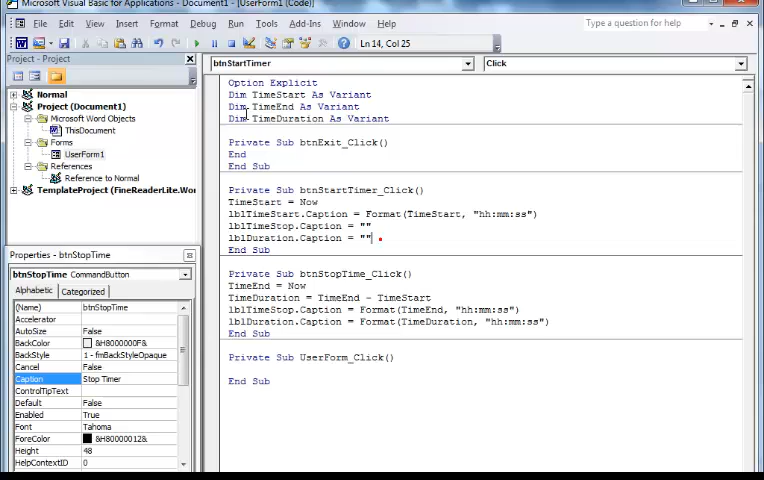 Microsoft Visual Basic for Applications - Document1 - [UserForm1 (Code)]
File Edit View Insert Format Debug Run Tools Add-Ins Window Help
Type a question for help
Ln 14, Col 25
Project - Project (Document1)
Normal
Project (Document1)
Microsoft Word Objects
ThisDocument
Forms
UserForm1
References
Reference to Normal
TemplateProject (FineReaderLite.Wor
Properties - btnStopTime
btnStopTime CommandButton
Alphabetic Categorized
(Name) btnStopTime
Accelerator
AutoSize False
BackColor &H8000000F&
BackStyle 1 - fmBackStyleOpaque
Cancel False
Caption Stop Timer
ControlTipText
Default False
Enabled True
Font Tahoma
ForeColor &H80000012&
Height 48
HelpContextID 0
btnStartTimer Click
Option Explicit
Dim TimeStart As Variant
Dim TimeEnd As Variant
Dim TimeDuration As Variant
Private Sub btnExit_Click()
End
End Sub
Private Sub btnStartTimer_Click()
TimeStart = Now
lblTimeStart.Caption = Format(TimeStart, "hh:mm:ss")
lblTimeStop.Caption = ""
lblDuration.Caption = ""
End Sub
Private Sub btnStopTime_Click()
TimeEnd = Now
TimeDuration = TimeEnd - TimeStart
lblTimeStop.Caption = Format(TimeEnd, "hh:mm:ss")
lblDuration.Caption = Format(TimeDuration, "hh:mm:ss")
End Sub
Private Sub UserForm_Click()
End Sub